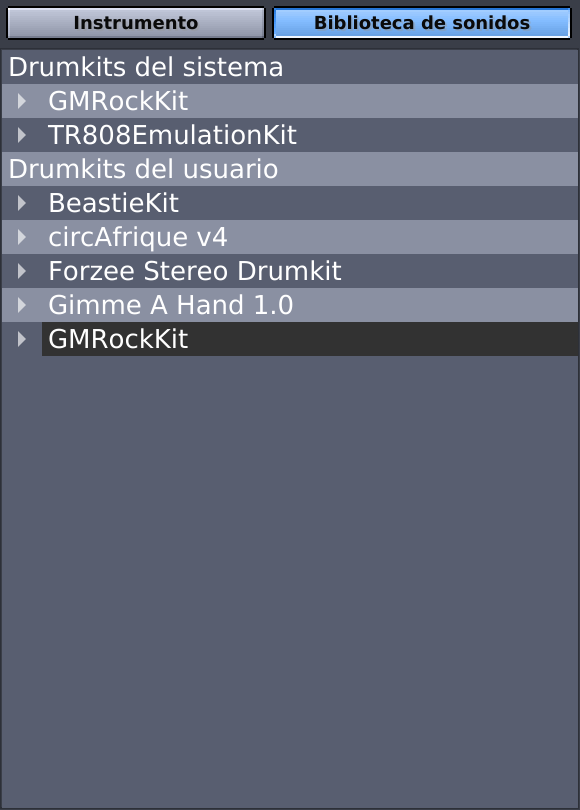 Instrumento
Biblioteca de sonidos
Drumkits del sistema
GMRockKit
TR808EmulationKit
Drumkits del usuario
BeastieKit
circAfrique v4
Forzee Stereo Drumkit
Gimme A Hand 1.0
GMRockKit